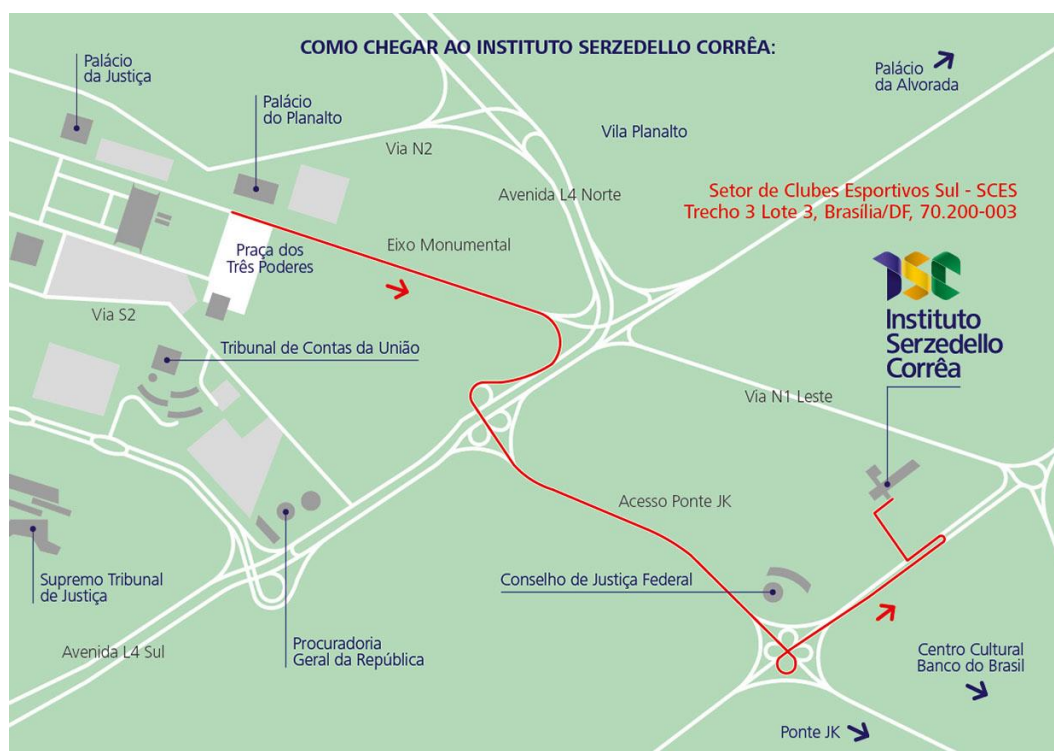 COMO CHEGAR AO INSTITUTO SERZEDELLO CORRÊA:
Palácio
da Justiça
Palácio
da Alvorada
Palácio
do Planalto
Vila Planalto
Via N2
Avenida L4 Norte
Setor de Clubes Esportivos Sul - SCES
Trecho 3 Lote 3, Brasília/DF, 70.200-003
Eixo Monumental
Praça dos
Três Poderes
ISC
Instituto
Serzedello
Corrêa
Via S2
Tribunal de Contas da União
Via N1 Leste
Acesso Ponte JK
Supremo Tribunal
de Justiça
Conselho de Justiça Federal
Procuradoria
Geral da República
Avenida L4 Sul
Centro Cultural
Banco do Brasil
Ponte JK